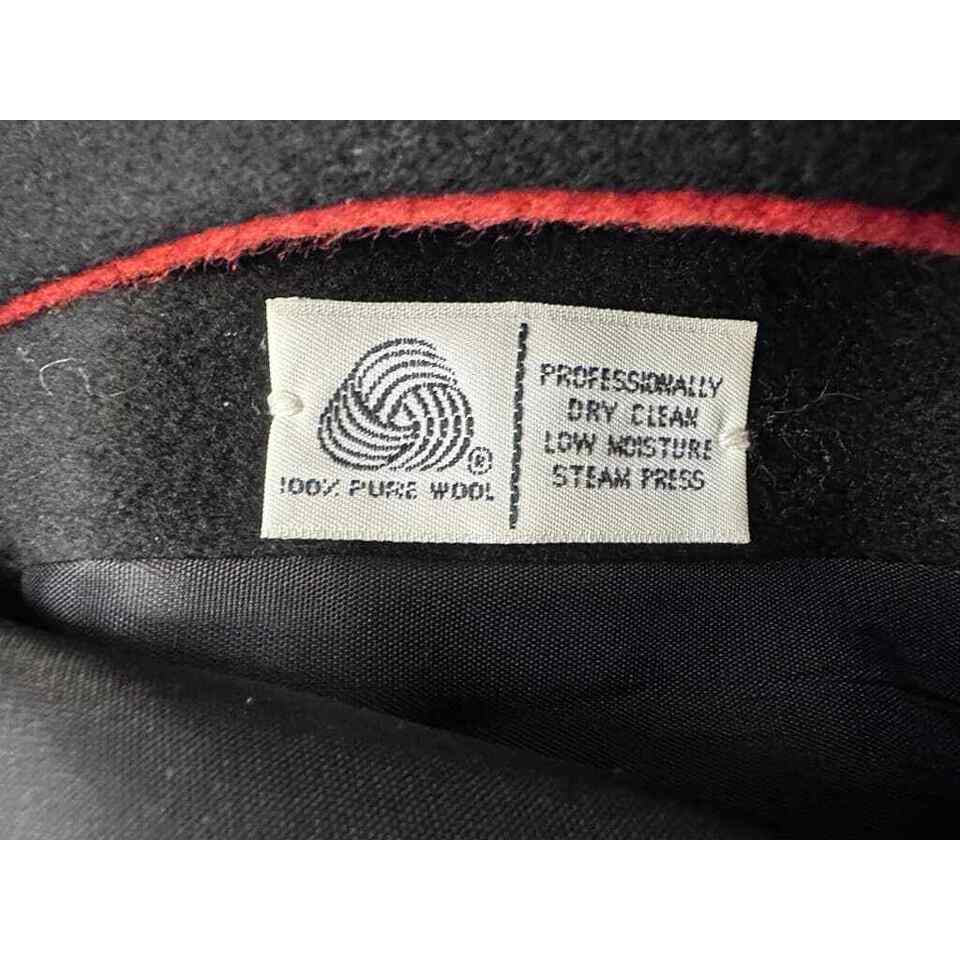 ®
100% PURE WOOL
PROFESSIONALLY
DRY CLEAN
LOW MOISTURE
STEAM PRESS